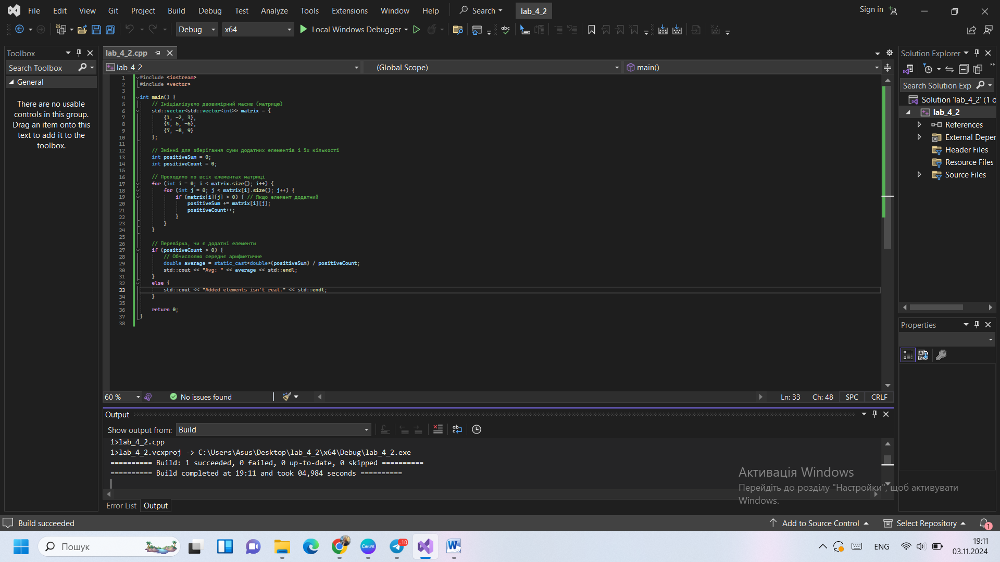 File Edit View Git Project Build Debug Test Analyze Tools Extensions Window Help Search lab_4_2 Sign in
Debug x64 Local Windows Debugger
Toolbox
Search Toolbox
General
There are no usable
controls in this group.
Drag an item onto this
text to add it to the
toolbox.
lab_4_2.cpp
lab_4_2 (Global Scope) main()
1 #include <iostream>
2 #include <vector>
3
4 int main() {
5 // Ініціалізуємо двовимірний масив (матрицю)
6 std::vector<std::vector<int>> matrix = {
7 {1, -2, 3},
8 {4, 5, -6},
9 {7, -8, 9}
10 };
11
12 // Змінні для зберігання суми додатних елементів і їх кількості
13 int positiveSum = 0;
14 int positiveCount = 0;
15
16 // Проходимо по всіх елементах матриці
17 for (int i = 0; i < matrix.size(); i++) {
18 for (int j = 0; j < matrix[i].size(); j++) {
19 if (matrix[i][j] > 0) { // Якщо елемент додатний
20 positiveSum += matrix[i][j];
21 positiveCount++;
22 }
23 }
24 }
25
26 // Перевірка, чи є додатні елементи
27 if (positiveCount > 0) {
28 // Обчислюємо середнє арифметичне
29 double average = static_cast<double>(positiveSum) / positiveCount;
30 std::cout << "Avg: " << average << std::endl;
31 }
32 else {
33 std::cout << "Added elements isn't real." << std::endl;
34 }
35
36 return 0;
37 }
38
60 % No issues found Ln: 33 Ch: 48 SPC CRLF
Output
Show output from: Build
1>lab_4_2.cpp
1>lab_4_2.vcxproj -> C:\Users\Asus\Desktop\lab_4_2\x64\Debug\lab_4_2.exe
========== Build: 1 succeeded, 0 failed, 0 up-to-date, 0 skipped ==========
========== Build completed at 19:11 and took 04,984 seconds ==========
Error List Output
Solution Explorer
Search Solution Exp
Solution 'lab_4_2' (1 o
lab_4_2
References
External Deper
Header Files
Resource Files
Source Files
Properties
Активація Windows
Перейдіть до розділу "Настройки", щоб активувати
Windows.
Build succeeded Add to Source Control Select Repository 1
Пошук Canva 10 ENG 19:11
03.11.2024